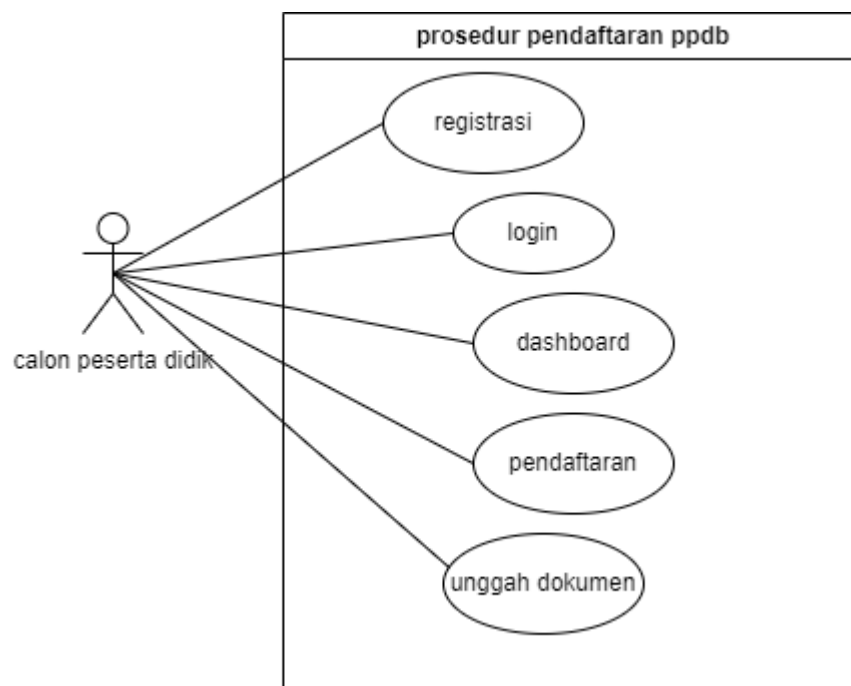 prosedur pendaftaran ppdb
registrasi
login
dashboard
calon peserta didik
pendaftaran
unggah dokumen